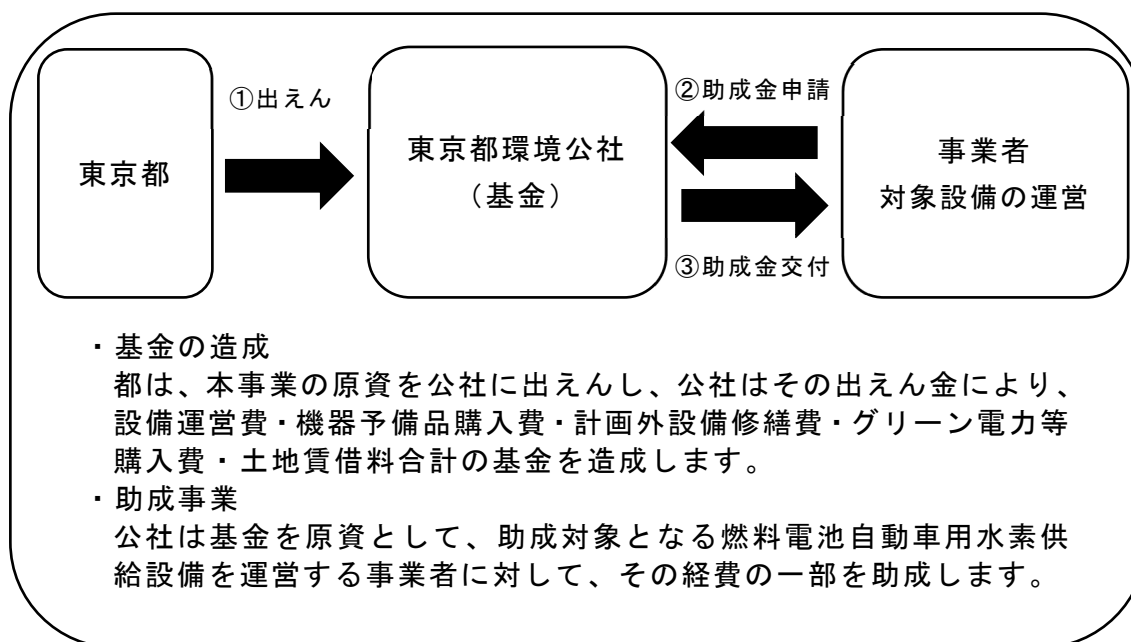 ①出えん
②助成金申請
東京都
東京都環境公社
（基金）
事業者
対象設備の運営
③助成金交付
・基金の造成
都は、本事業の原資を公社に出えんし、公社はその出えん金により、
設備運営費・機器予備品購入費・計画外設備修繕費・グリーン電力等
購入費・土地賃借料合計の基金を造成します。
・助成事業
公社は基金を原資として、助成対象となる燃料電池自動車用水素供
給設備を運営する事業者に対して、その経費の一部を助成します。